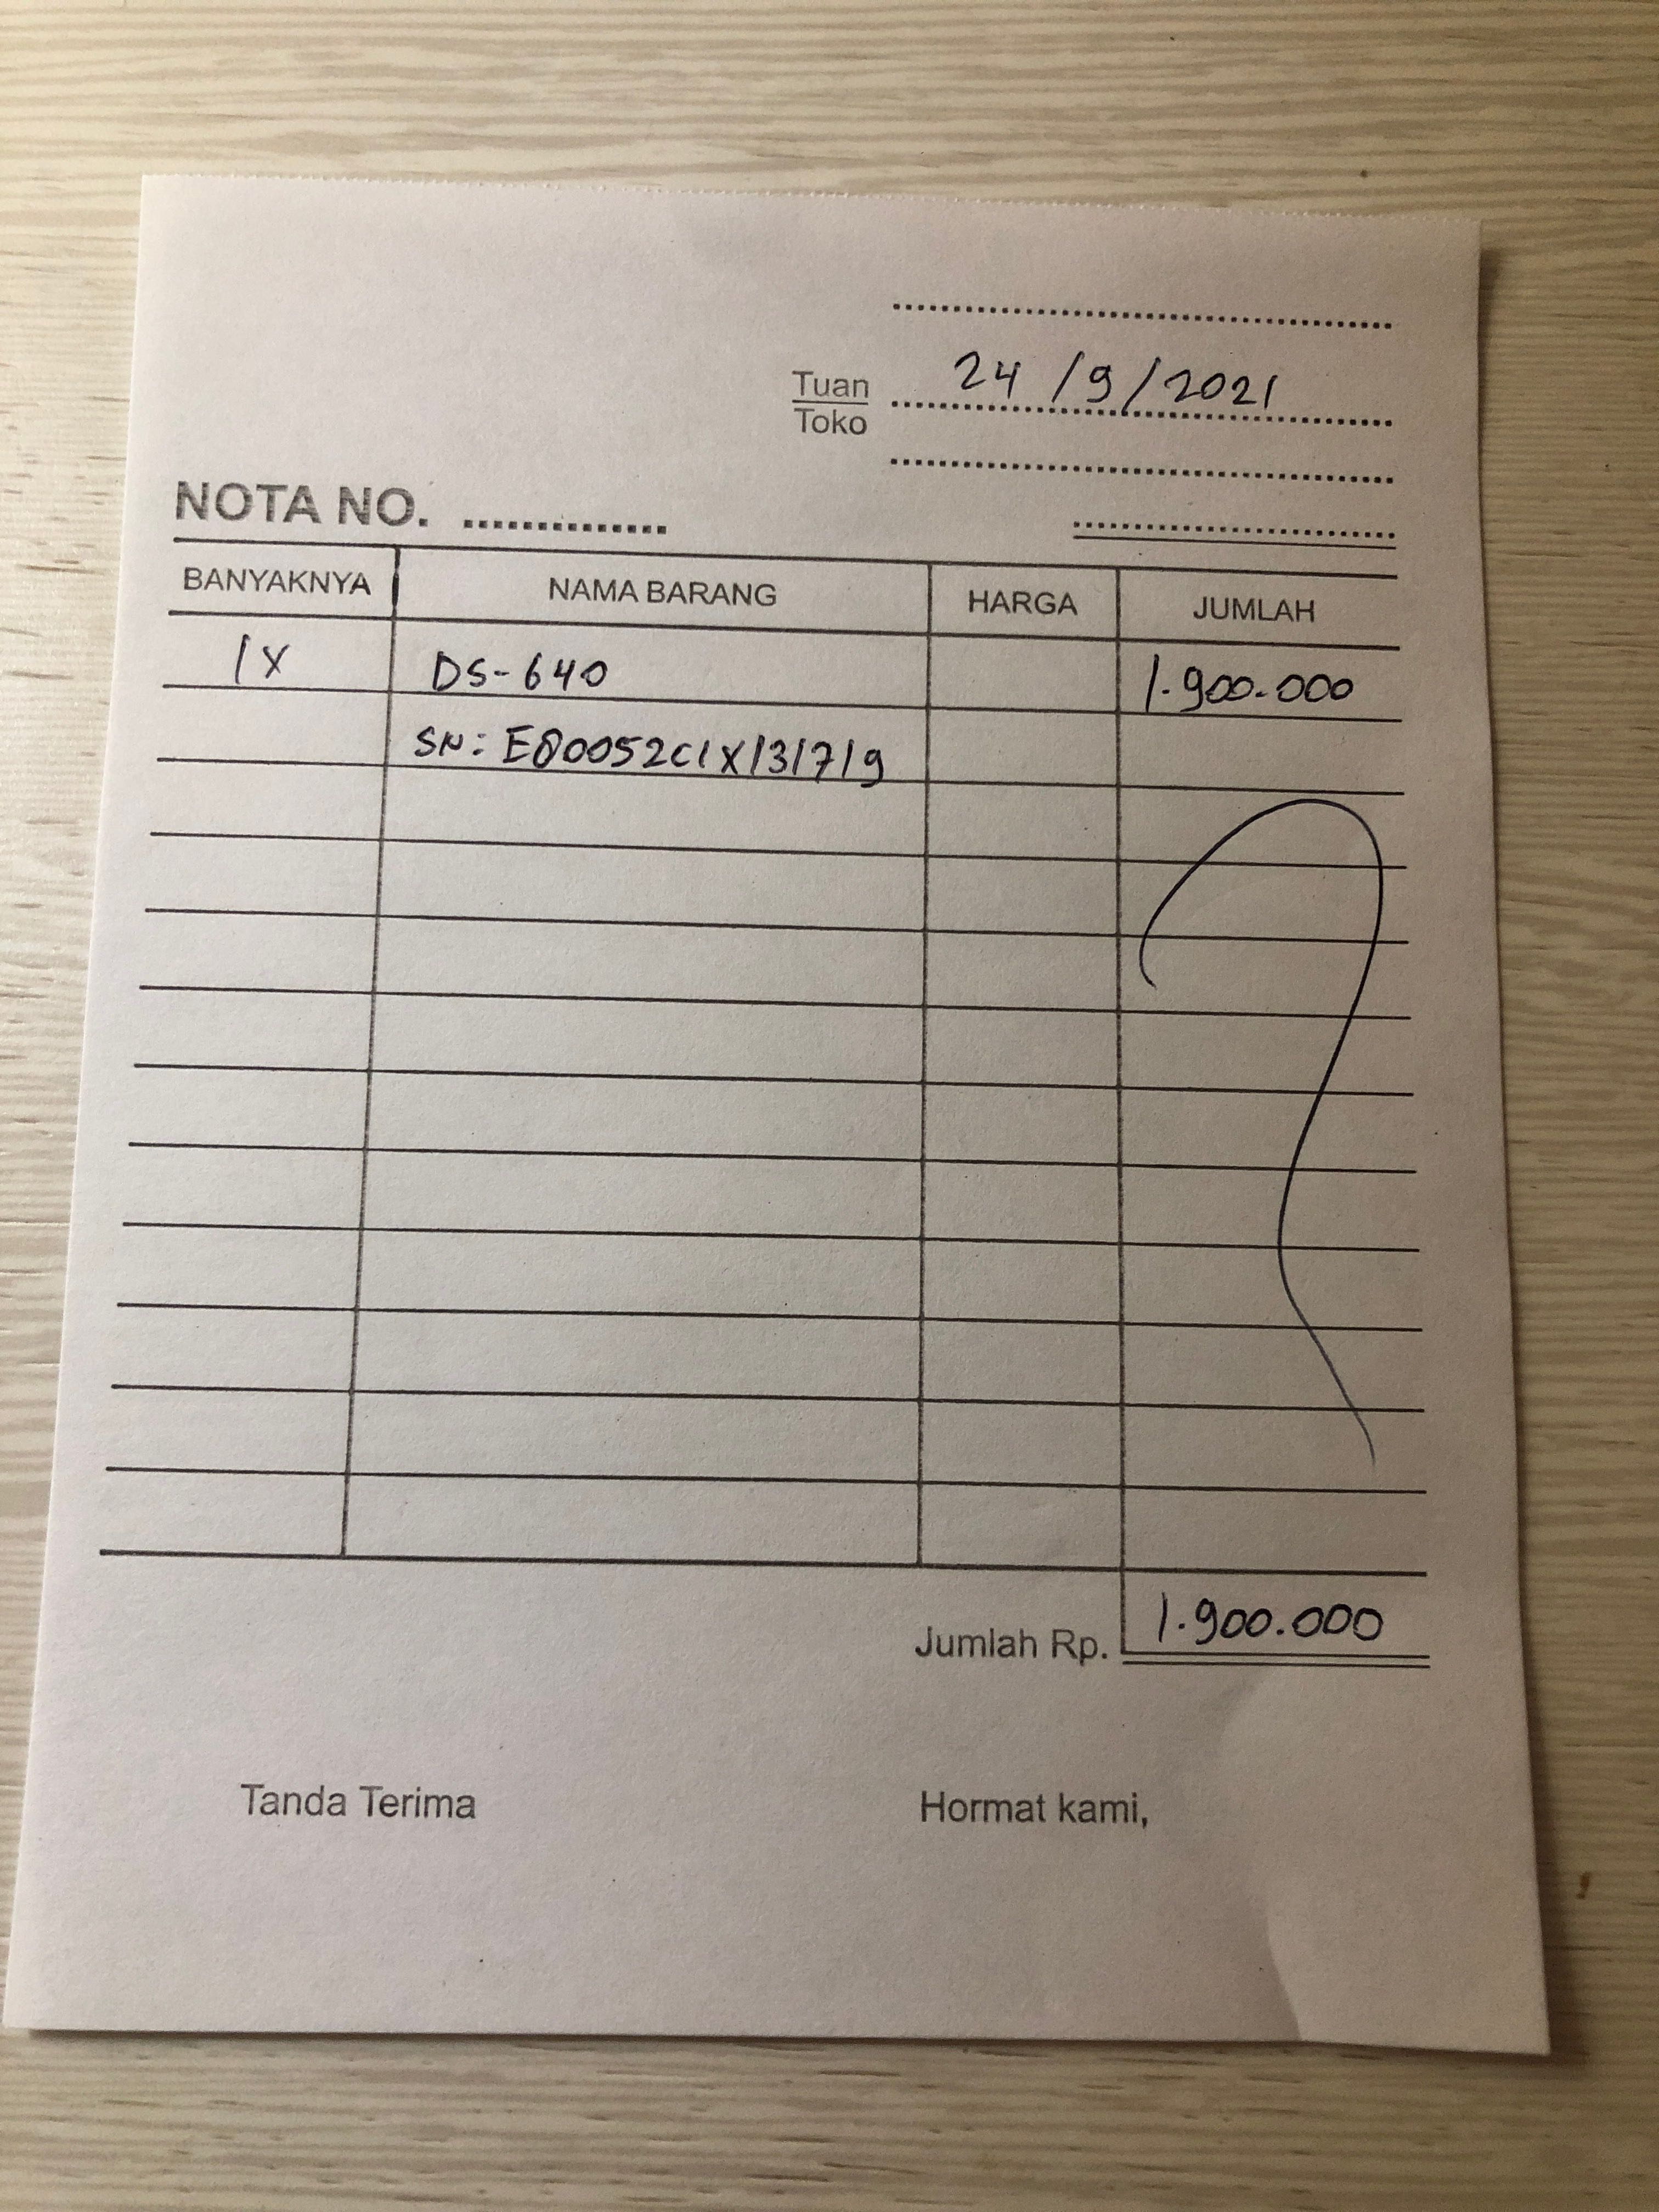 24/9/2021
Tuan
Toko
NOTA NO. ..............
BANYAKNYA NAMA BARANG HARGA JUMLAH
1X DS-640 1.900.000
SN: E80052C1X131719
Jumlah Rp. 1.900.000
Tanda Terima Hormat kami,